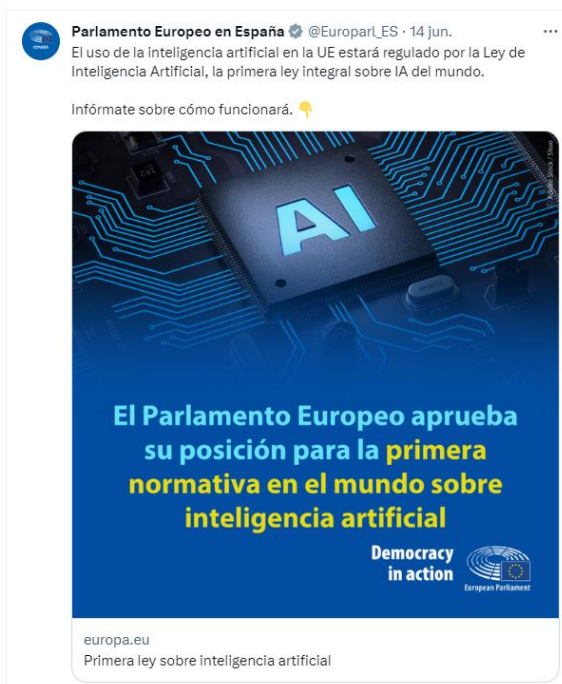 Parlamento Europeo en España @Europarl_ES · 14 jun.
El uso de la inteligencia artificial en la UE estará regulado por la Ley de
Inteligencia Artificial, la primera ley integral sobre IA del mundo.
Infórmate sobre cómo funcionará. 👇
© Adobe Stock / Shuo
AI
El Parlamento Europeo aprueba
su posición para la primera
normativa en el mundo sobre
inteligencia artificial
Democracy
in action
European Parliament
europa.eu
Primera ley sobre inteligencia artificial